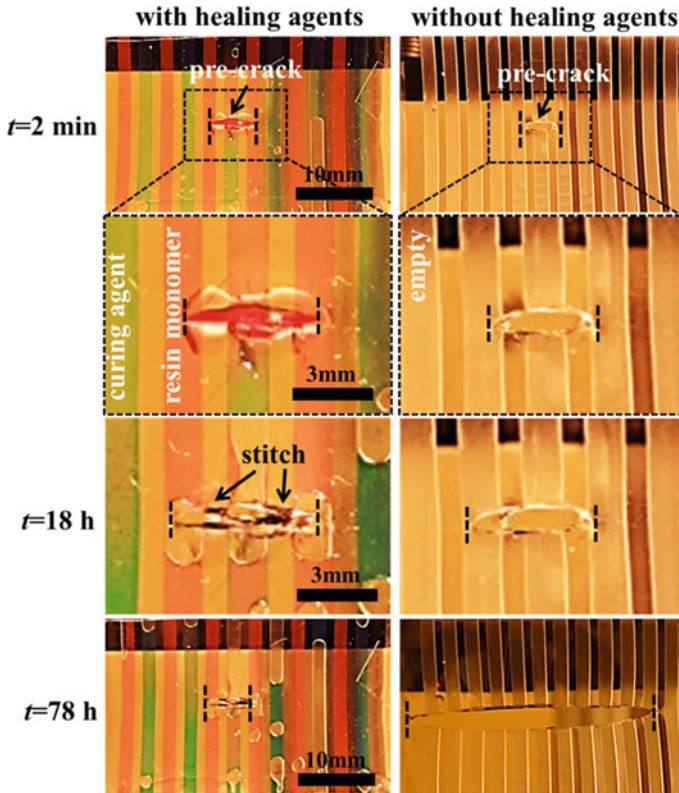 with healing agents
without healing agents
t=2 min
pre-crack
10mm
pre-crack
curing agent
resin monomer
3mm
empty
t=18 h
stitch
3mm
t=78 h
10mm